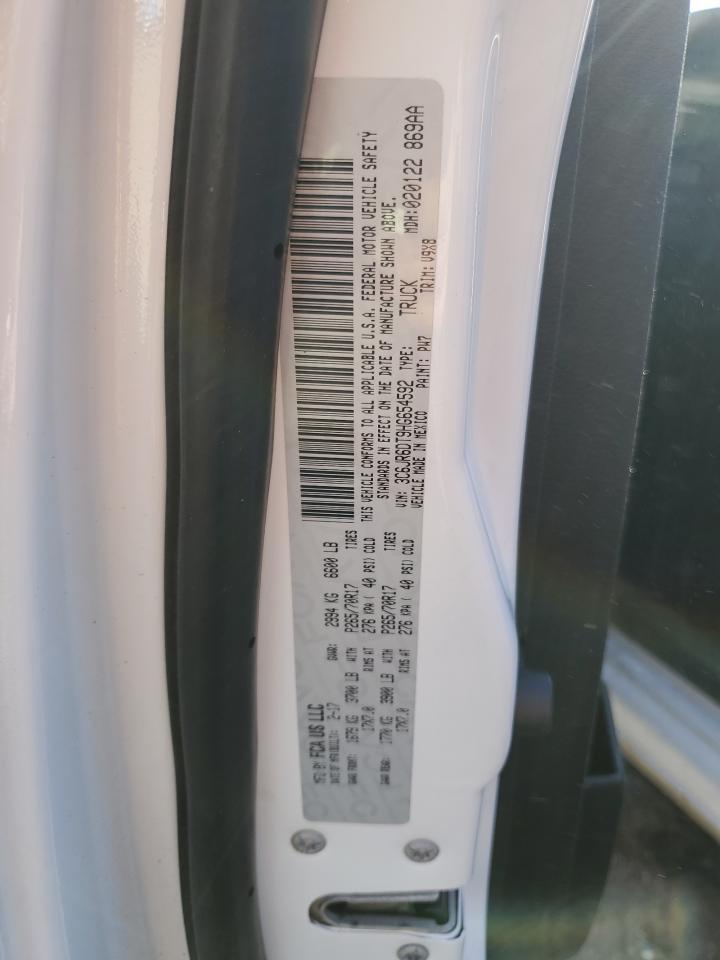 MFD BY FCA US LLC
DATE OF MFR (BUILT): 2-17 GVWR: 2994 KG 6600 LB
GAWR FRONT: 1675 KG 3700 LB WITH P265/70R17 TIRES
17X7.0 RIMS AT 276 KPA ( 40 PSI) COLD
GAWR REAR: 1770 KG 3900 LB WITH P265/70R17 TIRES
17X7.0 RIMS AT 276 KPA ( 40 PSI) COLD
THIS VEHICLE CONFORMS TO ALL APPLICABLE U.S.A. FEDERAL MOTOR VEHICLE SAFETY
STANDARDS IN EFFECT ON THE DATE OF MANUFACTURE SHOWN ABOVE.
VIN: 3C6JR6DT9HG654592 TYPE: TRUCK MDH:020122 869AA
VEHICLE MADE IN MEXICO PAINT: PW7 TRIM: V9X8